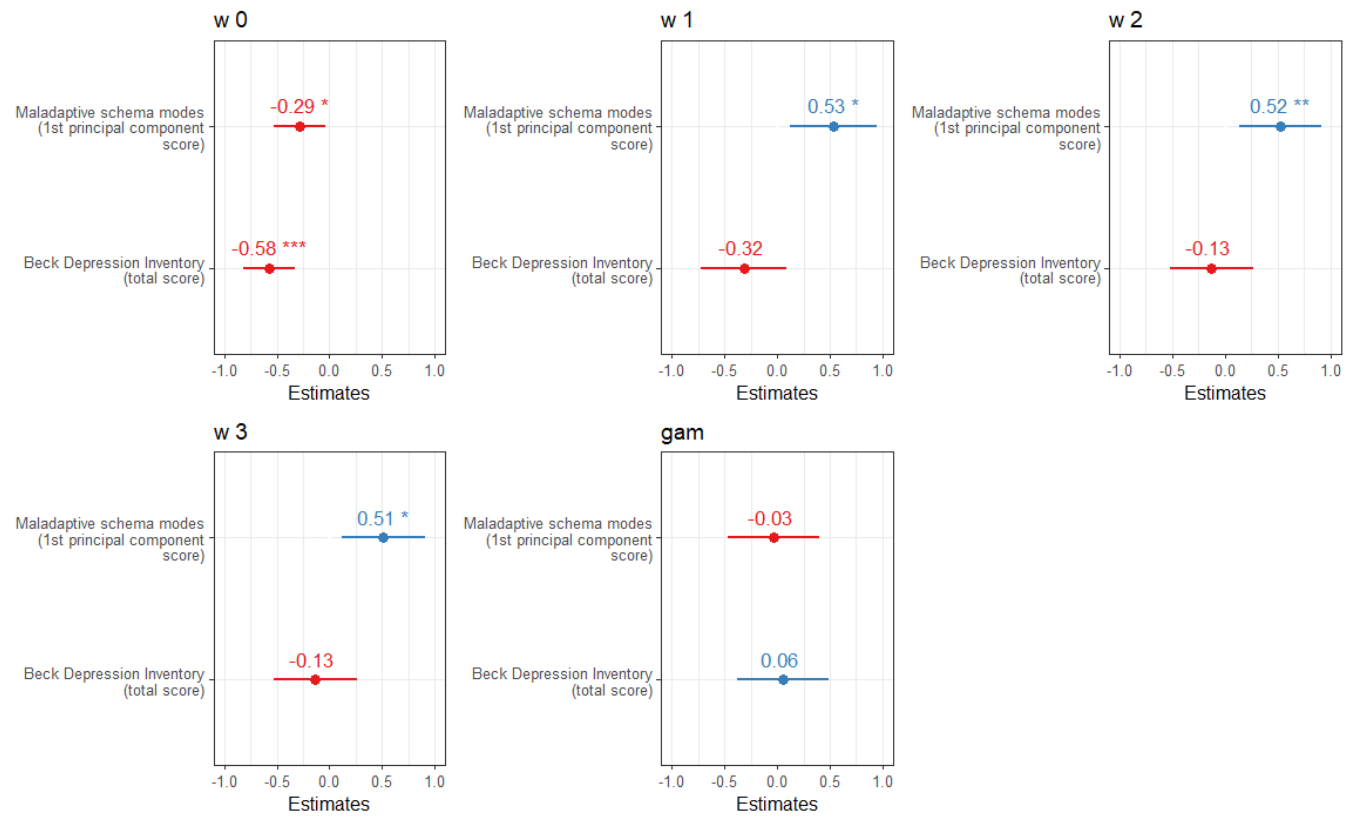 w 0
Maladaptive schema modes
(1st principal component
score)
-0.29 *
Beck Depression Inventory
(total score)
-0.58 ***
-1.0 -0.5 0.0 0.5 1.0
Estimates
w 1
Maladaptive schema modes
(1st principal component
score)
0.53 *
Beck Depression Inventory
(total score)
-0.32
-1.0 -0.5 0.0 0.5 1.0
Estimates
w 2
Maladaptive schema modes
(1st principal component
score)
0.52 **
Beck Depression Inventory
(total score)
-0.13
-1.0 -0.5 0.0 0.5 1.0
Estimates
w 3
Maladaptive schema modes
(1st principal component
score)
0.51 *
Beck Depression Inventory
(total score)
-0.13
-1.0 -0.5 0.0 0.5 1.0
Estimates
gam
Maladaptive schema modes
(1st principal component
score)
-0.03
Beck Depression Inventory
(total score)
0.06
-1.0 -0.5 0.0 0.5 1.0
Estimates